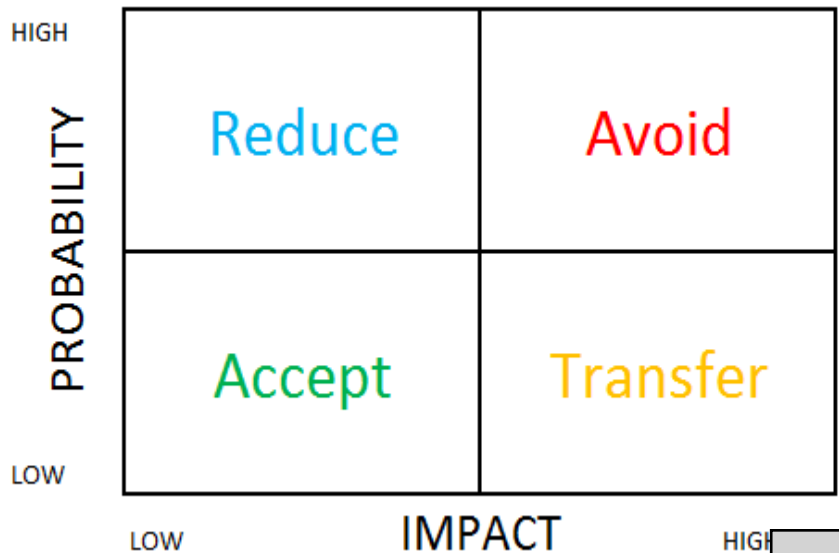 HIGH
Reduce Avoid
PROBABILITY
Accept Transfer
LOW
LOW IMPACT HIGH